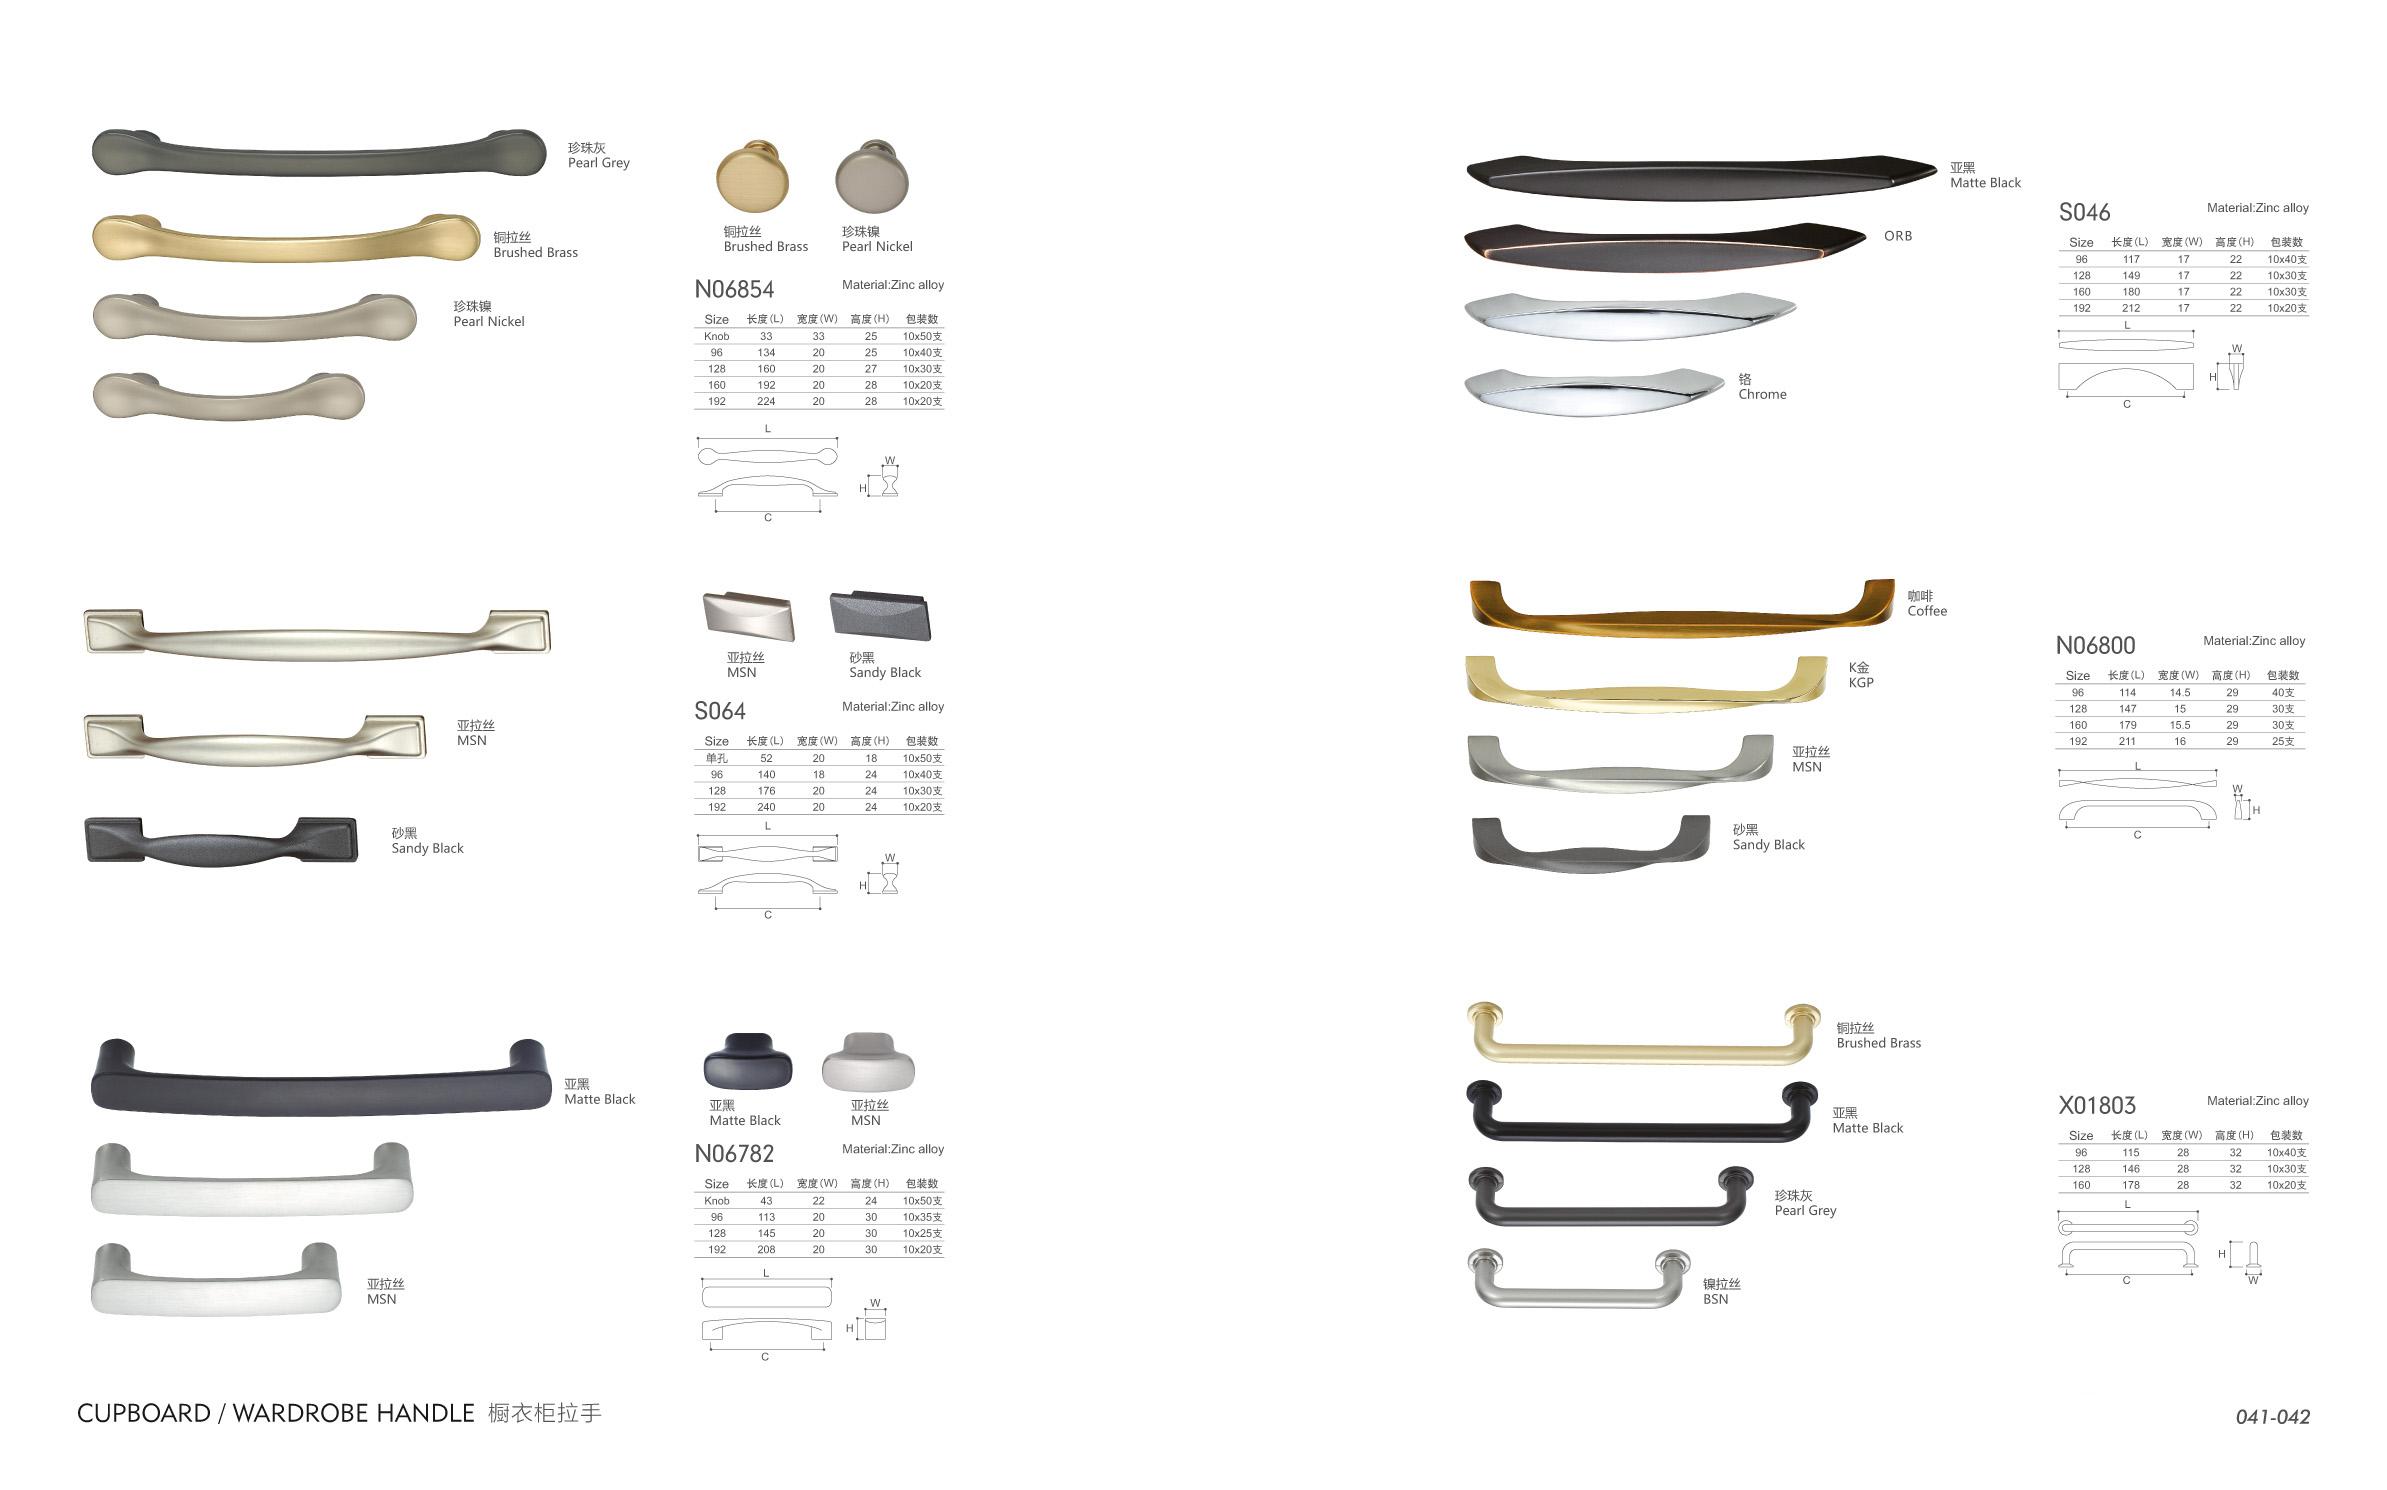 珍珠灰
Pearl Grey
铜拉丝
Brushed Brass
珍珠镍
Pearl Nickel
铜拉丝
Brushed Brass
珍珠镍
Pearl Nickel
N06854 Material:Zinc alloy
Size 长度(L) 宽度(W) 高度(H) 包装数
Knob 33 33 25 10x50支
96 134 20 25 10x40支
128 160 20 27 10x30支
160 192 20 28 10x20支
192 224 20 28 10x20支
L
W
H
C
亚拉丝
MSN
砂黑
Sandy Black
亚拉丝
MSN
砂黑
Sandy Black
S064 Material:Zinc alloy
Size 长度(L) 宽度(W) 高度(H) 包装数
单孔 52 20 18 10x50支
96 140 18 24 10x40支
128 176 20 24 10x30支
192 240 20 24 10x20支
L
W
H
C
亚黑
Matte Black
亚拉丝
MSN
亚黑
Matte Black
亚拉丝
MSN
N06782 Material:Zinc alloy
Size 长度(L) 宽度(W) 高度(H) 包装数
Knob 43 22 24 10x50支
96 113 20 30 10x35支
128 145 20 30 10x25支
192 208 20 30 10x20支
L
W
H
C
亚黑
Matte Black
ORB
铬
Chrome
S046 Material:Zinc alloy
Size 长度(L) 宽度(W) 高度(H) 包装数
96 117 17 22 10x40支
128 149 17 22 10x30支
160 180 17 22 10x30支
192 212 17 22 10x20支
L
W
H
C
咖啡
Coffee
K金
KGP
亚拉丝
MSN
砂黑
Sandy Black
N06800 Material:Zinc alloy
Size 长度(L) 宽度(W) 高度(H) 包装数
96 114 14.5 29 40支
128 147 15 29 30支
160 179 15.5 29 30支
192 211 16 29 25支
L
W
H
C
铜拉丝
Brushed Brass
亚黑
Matte Black
珍珠灰
Pearl Grey
镍拉丝
BSN
X01803 Material:Zinc alloy
Size 长度(L) 宽度(W) 高度(H) 包装数
96 115 28 32 10x40支
128 146 28 32 10x30支
160 178 28 32 10x20支
L
H
C
W
CUPBOARD / WARDROBE HANDLE 橱衣柜拉手
041-042